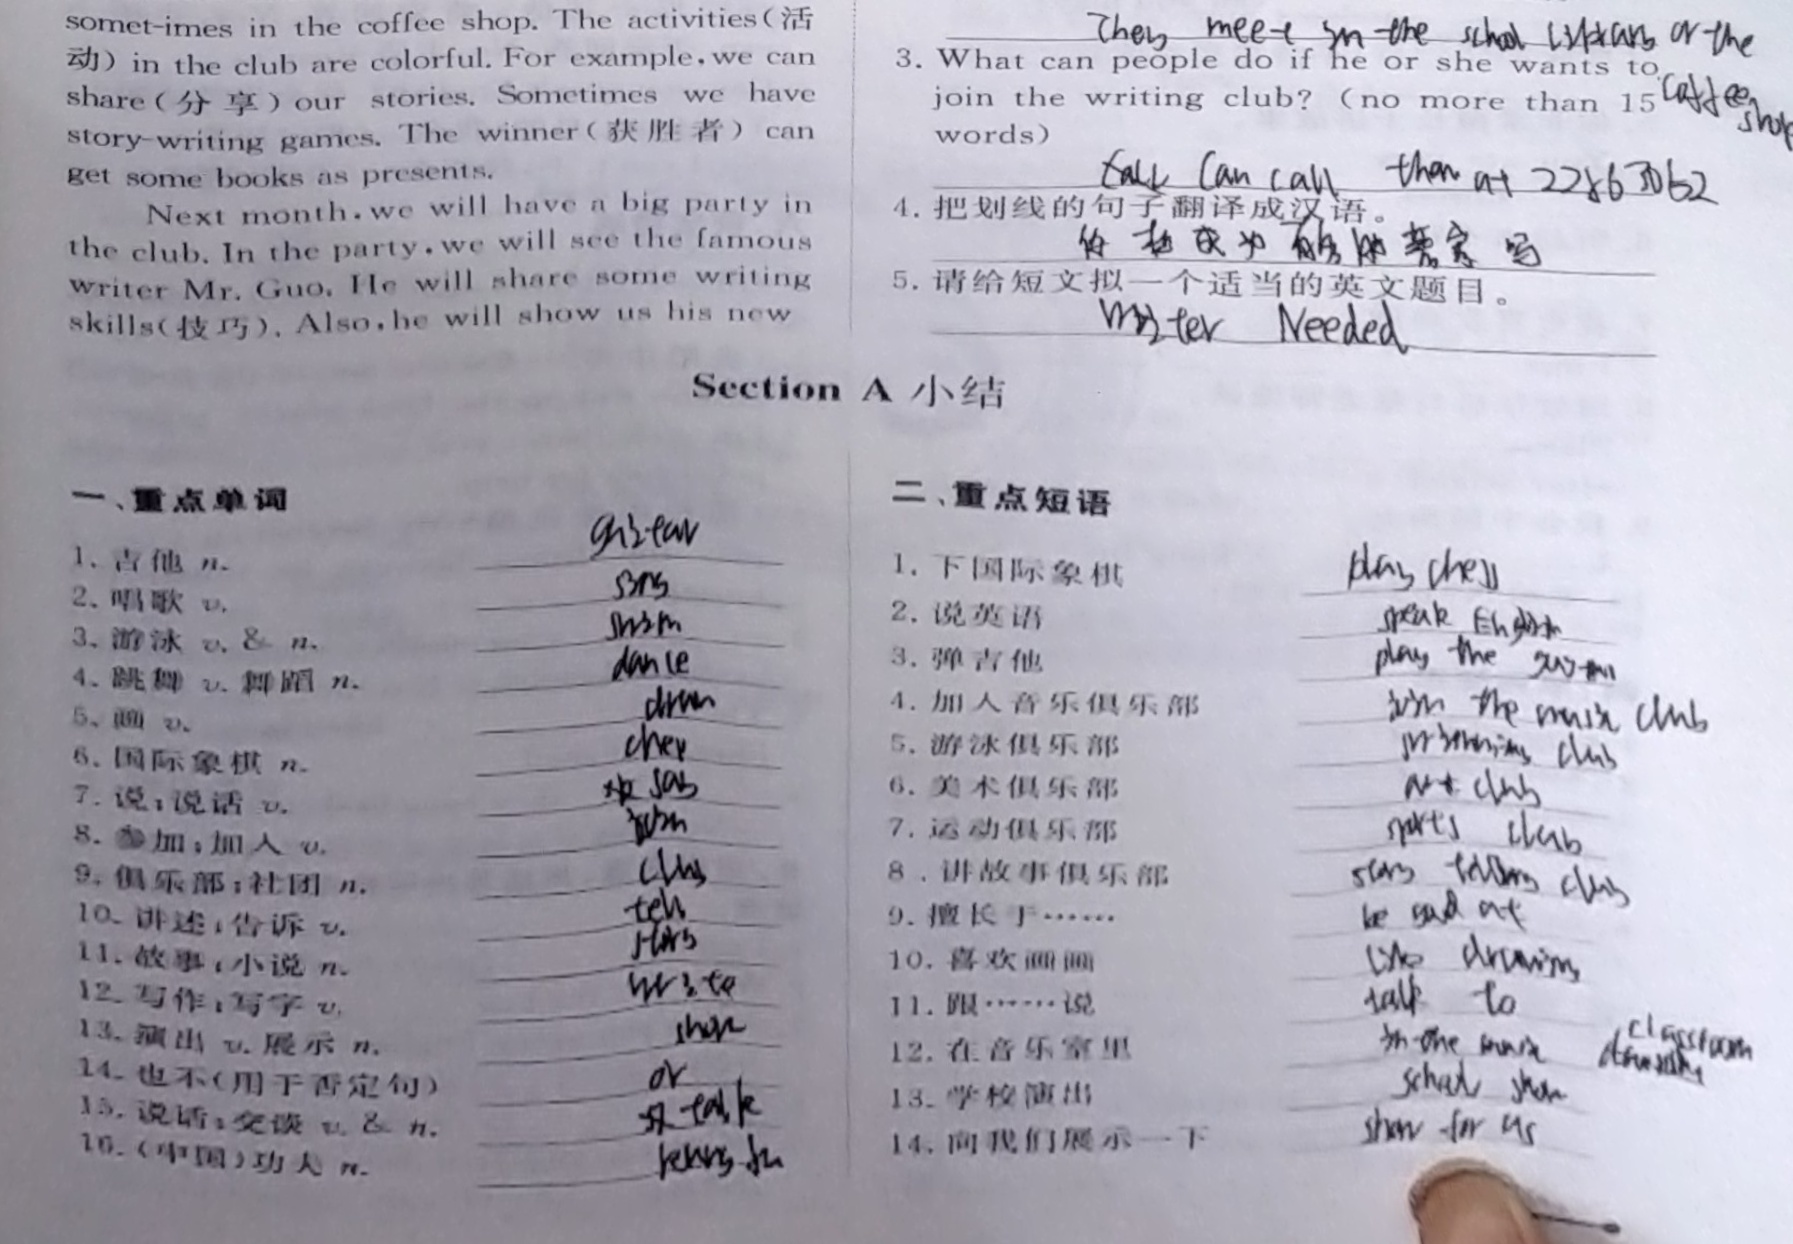 somet-imes in the coffee shop. The activities(活
动) in the club are colorful. For example, we can
share(分享) our stories. Sometimes we have
story-writing games. The winner(获胜者) can
get some books as presents.
Next month, we will have a big party in
the club. In the party, we will see the famous
writer Mr. Guo. He will share some writing
skills(技巧). Also, he will show us his new
They meet in the school library or the
coffee shop
3. What can people do if he or she wants to
join the writing club? (no more than 15
words)
can call them at 22863062
4. 把划线的句子翻译成汉语。
5. 请给短文拟一个适当的英文题目。
Writer Needed
Section A 小结
一、重点单词
1. 吉他 n. guitar
2. 唱歌 v. sing
3. 游泳 v. & n. swim
4. 跳舞 v. 舞蹈 n. dance
5. 画 v. draw
6. 国际象棋 n. chess
7. 说;说话 v. say
8. 参加;加入 v. join
9. 俱乐部;社团 n. club
10. 讲述;告诉 v. tell
11. 故事;小说 n. story
12. 写作;写字 v. write
13. 演出 v. 展示 n. show
14. 也不(用于否定句) or
15. 说话;交谈 v. & n. talk
16. (中国)功夫 n. kung fu
二、重点短语
1. 下国际象棋 play chess
2. 说英语 speak English
3. 弹吉他 play the guitar
4. 加入音乐俱乐部 join the music club
5. 游泳俱乐部 swimming club
6. 美术俱乐部 art club
7. 运动俱乐部 sports club
8. 讲故事俱乐部 story telling club
9. 擅长于…… be good at
10. 喜欢画画 like drawing
11. 跟……说 talk to
12. 在音乐室里 in the music classroom
13. 学校演出 school show
14. 向我们展示一下 show for us